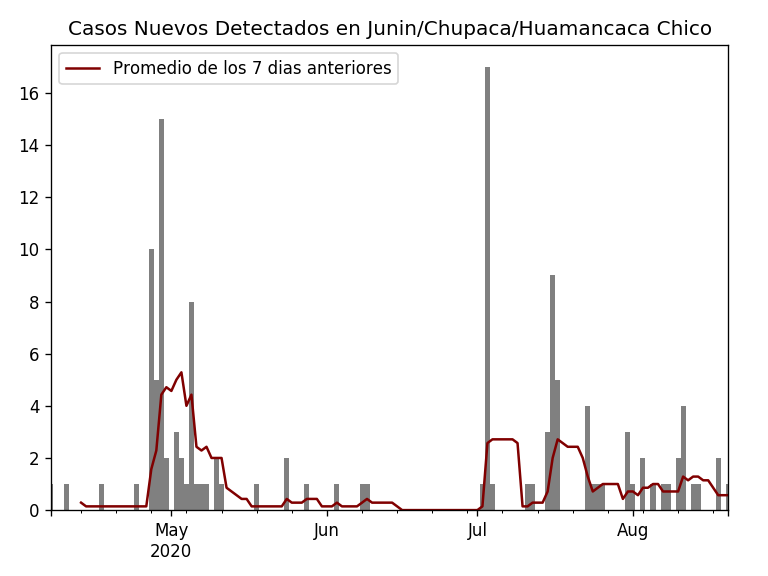 Casos Nuevos Detectados en Junin/Chupaca/Huamancaca Chico
Promedio de los 7 dias anteriores
16
14
12
10
8
6
4
2
0
May
2020
Jun
Jul
Aug